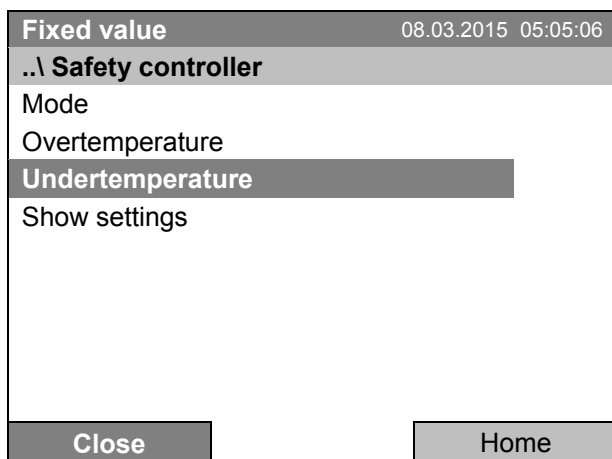 Fixed value 08.03.2015 05:05:06
..\ Safety controller
Mode
Overtemperature
Undertemperature
Show settings
Close Home